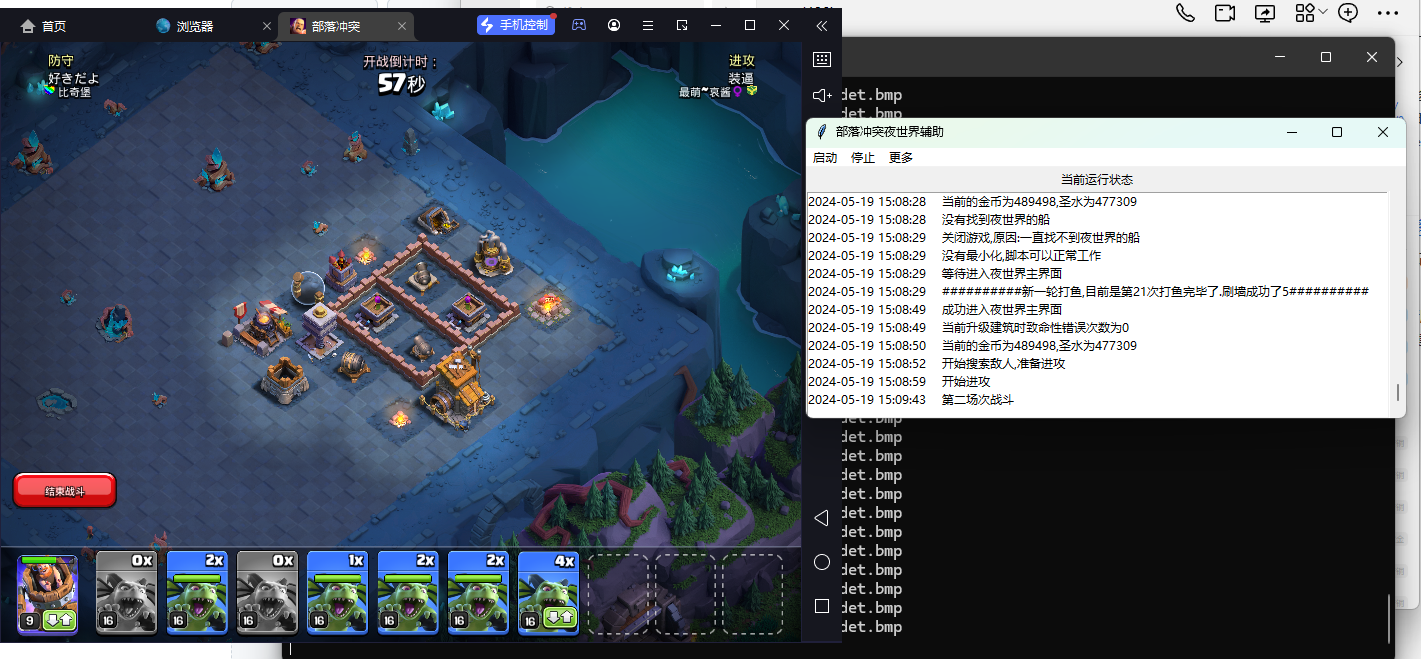 首页
浏览器
部落冲突
手机控制
防守
好きだよ
比奇堡
开战倒计时：
57秒
进攻
装逼
最萌~哀酱
结束战斗
9
0x
16
2x
16
0x
16
1x
16
2x
16
2x
16
4x
16
det.bmp
det.bmp
部落冲突夜世界辅助
启动 停止 更多
当前运行状态
2024-05-19 15:08:28 当前的金币为489498,圣水为477309
2024-05-19 15:08:28 没有找到夜世界的船
2024-05-19 15:08:29 关闭游戏,原因:一直找不到夜世界的船
2024-05-19 15:08:29 没有最小化,脚本可以正常工作
2024-05-19 15:08:29 等待进入夜世界主界面
2024-05-19 15:08:29 ##########新一轮打鱼,目前是第21次打鱼完毕了.刷墙成功了5##########
2024-05-19 15:08:49 成功进入夜世界主界面
2024-05-19 15:08:49 当前升级建筑时致命性错误次数为0
2024-05-19 15:08:50 当前的金币为489498,圣水为477309
2024-05-19 15:08:52 开始搜索敌人,准备进攻
2024-05-19 15:08:59 开始进攻
2024-05-19 15:09:43 第二场次战斗
det.bmp
det.bmp
det.bmp
det.bmp
det.bmp
det.bmp
det.bmp
det.bmp
det.bmp
det.bmp
det.bmp
det.bmp